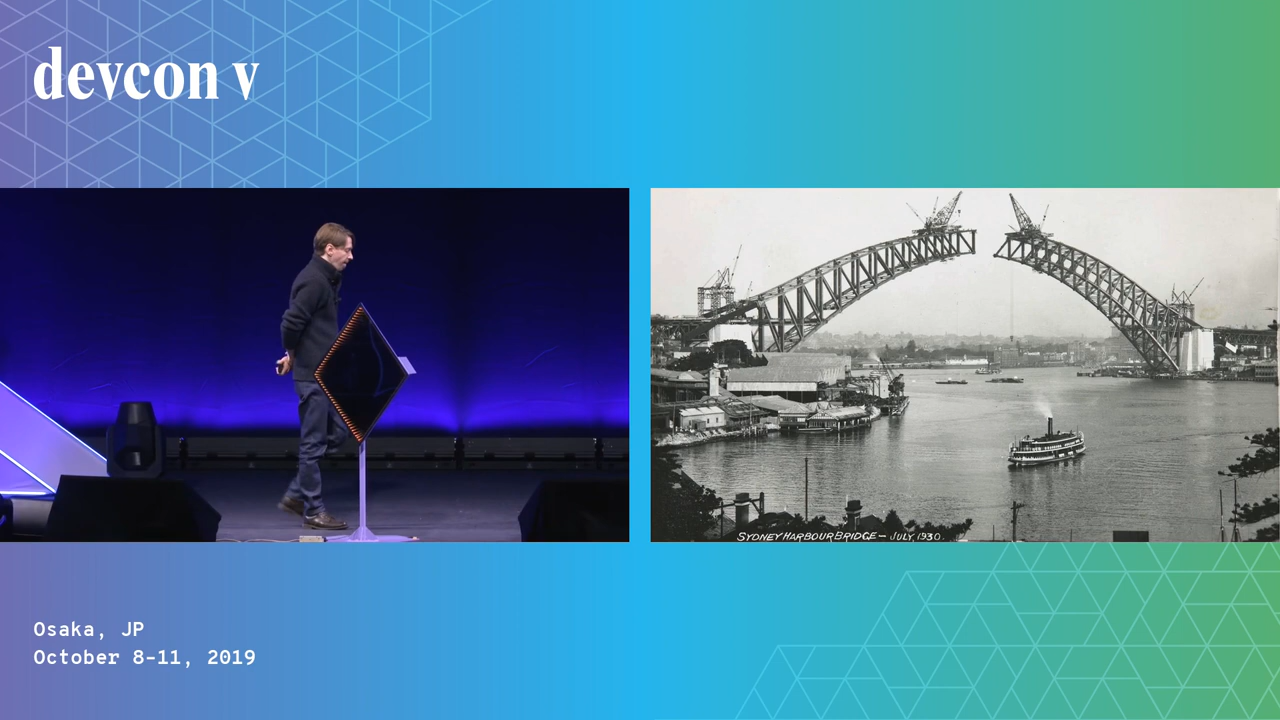 devcon v
SYDNEY HARBOUR BRIDGE — JULY, 1930.
Osaka, JP
October 8-11, 2019